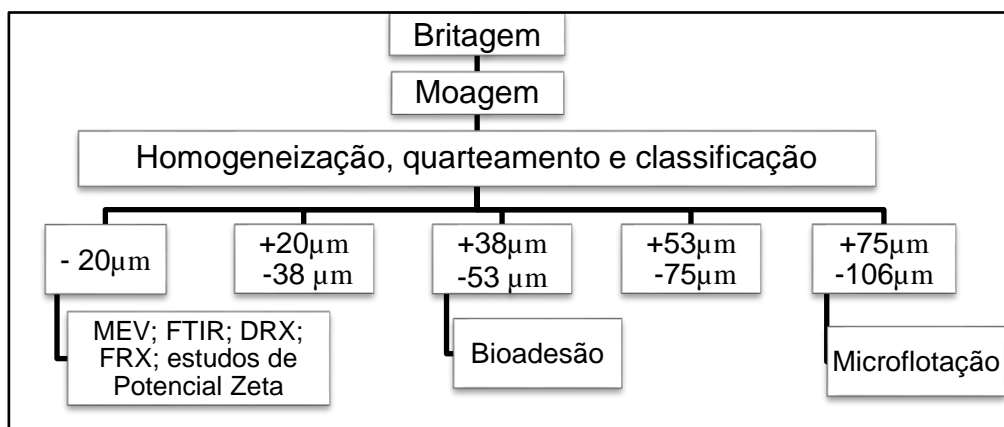 Britagem
Moagem
Homogeneização, quarteamento e classificação
- 20µm
+20µm
-38 µm
+38µm
-53 µm
+53µm
-75µm
+75µm
-106µm
MEV; FTIR; DRX;
FRX; estudos de
Potencial Zeta
Bioadesão
Microflotação